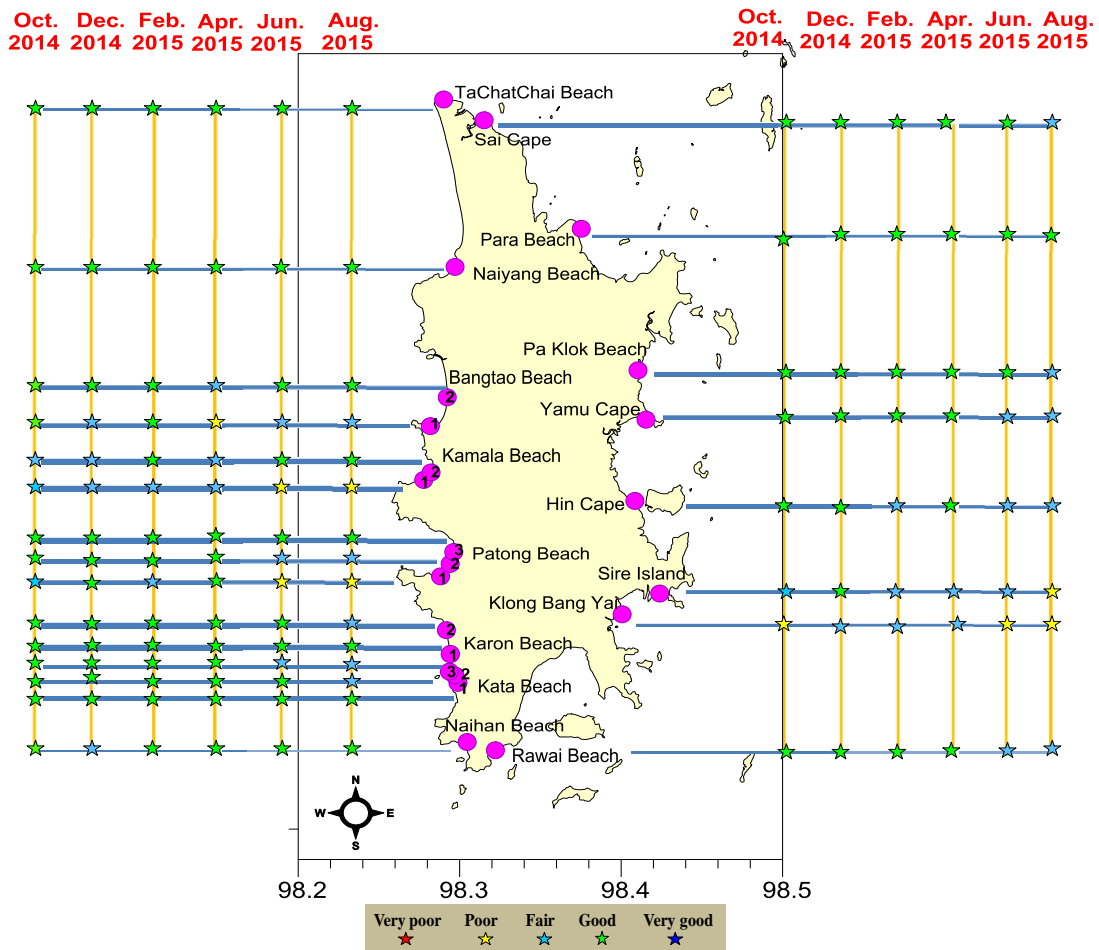 Oct. Dec. Feb. Apr. Jun. Aug.
2014 2014 2015 2015 2015 2015
Oct. Dec. Feb. Apr. Jun. Aug.
2014 2014 2015 2015 2015 2015
TaChatChai Beach
Sai Cape
Para Beach
Naiyang Beach
Pa Klok Beach
Bangtao Beach
2
Yamu Cape
1
Kamala Beach
2
1
Hin Cape
3
Patong Beach
2
1
Sire Island
Klong Bang Yai
2
Karon Beach
1
3
2
Kata Beach
1
Naihan Beach
Rawai Beach
N
W E
S
98.2 98.3 98.4 98.5
Very poor Poor Fair Good Very good